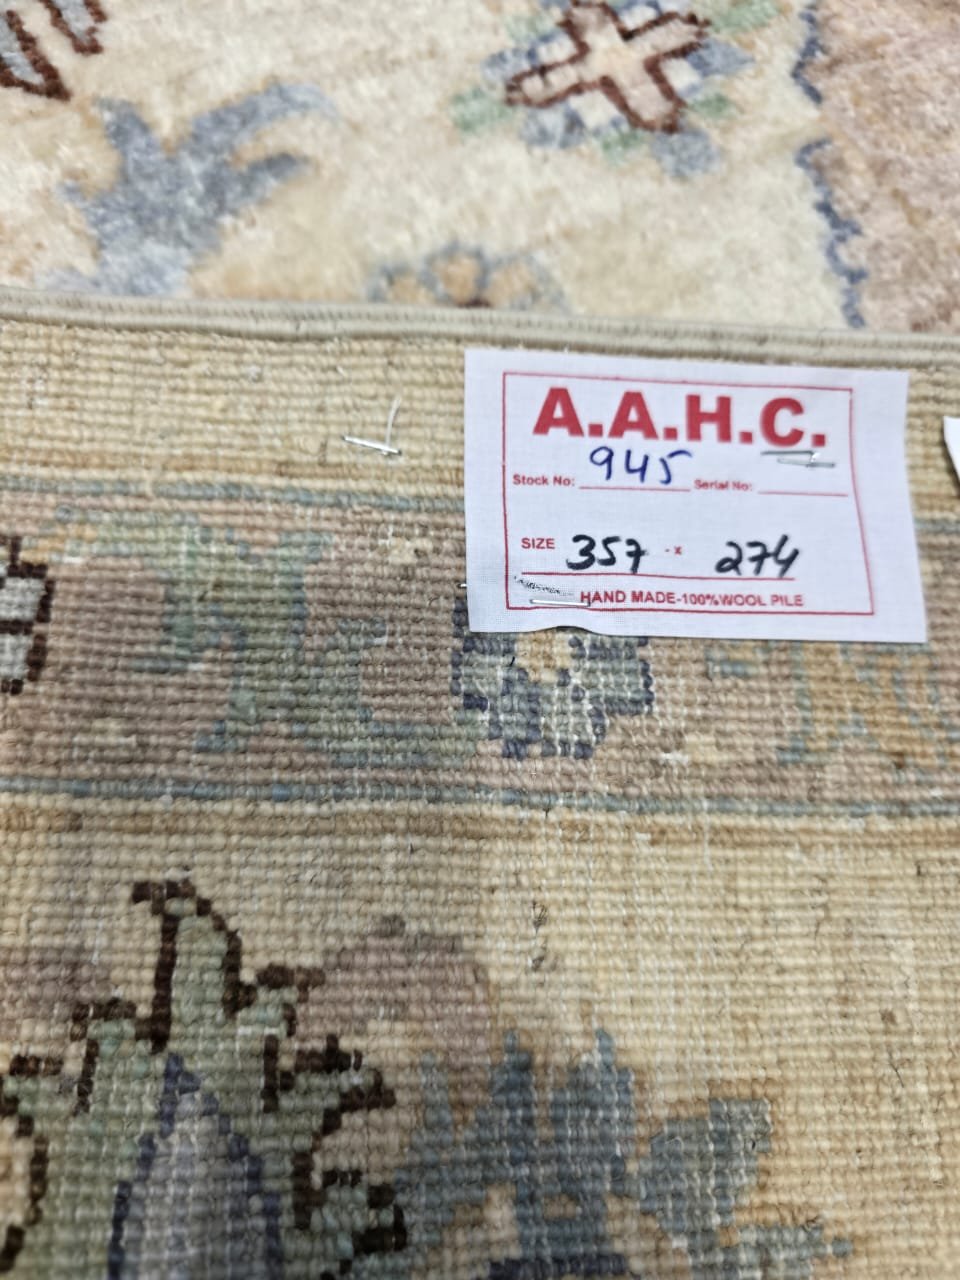 A.A.H.C.
Stock No: 945 Serial No:
SIZE 357 - x 274
HAND MADE-100%WOOL PILE